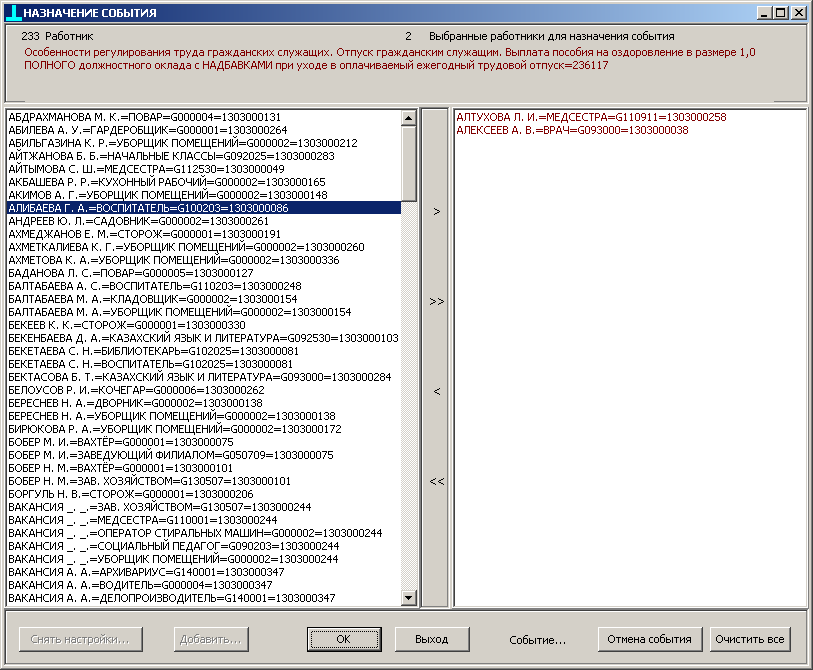 НАЗНАЧЕНИЕ СОБЫТИЯ
233 Работник
2 Выбранные работники для назначения события
Особенности регулирования труда гражданских служащих. Отпуск гражданским служащим. Выплата пособия на оздоровление в размере 1,0
ПОЛНОГО должностного оклада с НАДБАВКАМИ при уходе в оплачиваемый ежегодный трудовой отпуск=236117
АБДРАХМАНОВА М. К.=ПОВАР=G000004=1303000131
АБИЛЕВА А. У.=ГАРДЕРОБЩИК=G000001=1303000264
АБИЛЬГАЗИНА К. Р.=УБОРЩИК ПОМЕЩЕНИЙ=G000002=1303000212
АЙТЖАНОВА Б. Б.=НАЧАЛЬНЫЕ КЛАССЫ=G092025=1303000283
АЙТЫМОВА С. Ш.=МЕДСЕСТРА=G112530=1303000049
АКБАШЕВА Р. Р.=КУХОННЫЙ РАБОЧИЙ=G000002=1303000165
АКИМОВ А. Г.=УБОРЩИК ПОМЕЩЕНИЙ=G000002=1303000148
АЛИБАЕВА Г. А.=ВОСПИТАТЕЛЬ=G100203=1303000086
АНДРЕЕВ Ю. Л.=САДОВНИК=G000002=1303000261
АХМЕДЖАНОВ Е. М.=СТОРОЖ=G000001=1303000191
АХМЕТКАЛИЕВА К. Г.=УБОРЩИК ПОМЕЩЕНИЙ=G000002=1303000260
АХМЕТОВА К. А.=УБОРЩИК ПОМЕЩЕНИЙ=G000002=1303000336
БАДАНОВА Л. С.=ПОВАР=G000005=1303000127
БАЛТАБАЕВА А. С.=ВОСПИТАТЕЛЬ=G110203=1303000248
БАЛТАБАЕВА М. А.=КЛАДОВЩИК=G000002=1303000154
БАЛТАБАЕВА М. А.=УБОРЩИК ПОМЕЩЕНИЙ=G000002=1303000154
БЕКЕЕВ К. К.=СТОРОЖ=G000001=1303000330
БЕКЕНБАЕВА Д. А.=КАЗАХСКИЙ ЯЗЫК И ЛИТЕРАТУРА=G092530=1303000103
БЕКЕТАЕВА С. Н.=БИБЛИОТЕКАРЬ=G102025=1303000081
БЕКЕТАЕВА С. Н.=ВОСПИТАТЕЛЬ=G102025=1303000081
БЕКТАСОВА Б. Т.=КАЗАХСКИЙ ЯЗЫК И ЛИТЕРАТУРА=G093000=1303000284
БЕЛОУСОВ Р. И.=КОЧЕГАР=G000006=1303000262
БЕРЕСНЕВ Н. А.=ДВОРНИК=G000002=1303000138
БЕРЕСНЕВ Н. А.=УБОРЩИК ПОМЕЩЕНИЙ=G000002=1303000138
БИРЮКОВА Р. А.=УБОРЩИК ПОМЕЩЕНИЙ=G000002=1303000172
БОБЕР М. И.=ВАХТЁР=G000001=1303000075
БОБЕР М. И.=ЗАВЕДУЮЩИЙ ФИЛИАЛОМ=G050709=1303000075
БОБЕР Н. М.=ВАХТЁР=G000001=1303000101
БОБЕР Н. М.=ЗАВ. ХОЗЯЙСТВОМ=G130507=1303000101
БОРГУЛЬ Н. В.=СТОРОЖ=G000001=1303000206
ВАКАНСИЯ _. _.=ЗАВ. ХОЗЯЙСТВОМ=G130507=1303000244
ВАКАНСИЯ _. _.=МЕДСЕСТРА=G110001=1303000244
ВАКАНСИЯ _. _.=ОПЕРАТОР СТИРАЛЬНЫХ МАШИН=G000002=1303000244
ВАКАНСИЯ _. _.=СОЦИАЛЬНЫЙ ПЕДАГОГ=G090203=1303000244
ВАКАНСИЯ _. _.=УБОРЩИК ПОМЕЩЕНИЙ=G000002=1303000244
ВАКАНСИЯ А. А.=АРХИВАРИУС=G140001=1303000347
ВАКАНСИЯ А. А.=ВОДИТЕЛЬ=G000004=1303000347
ВАКАНСИЯ А. А.=ДЕЛОПРОИЗВОДИТЕЛЬ=G140001=1303000347
>
>>
<
<<
АЛТУХОВА Л. И.=МЕДСЕСТРА=G110911=1303000258
АЛЕКСЕЕВ А. В.=ВРАЧ=G093000=1303000038
Снять настройки...
Добавить...
ОК
Выход
Событие...
Отмена события
Очистить все